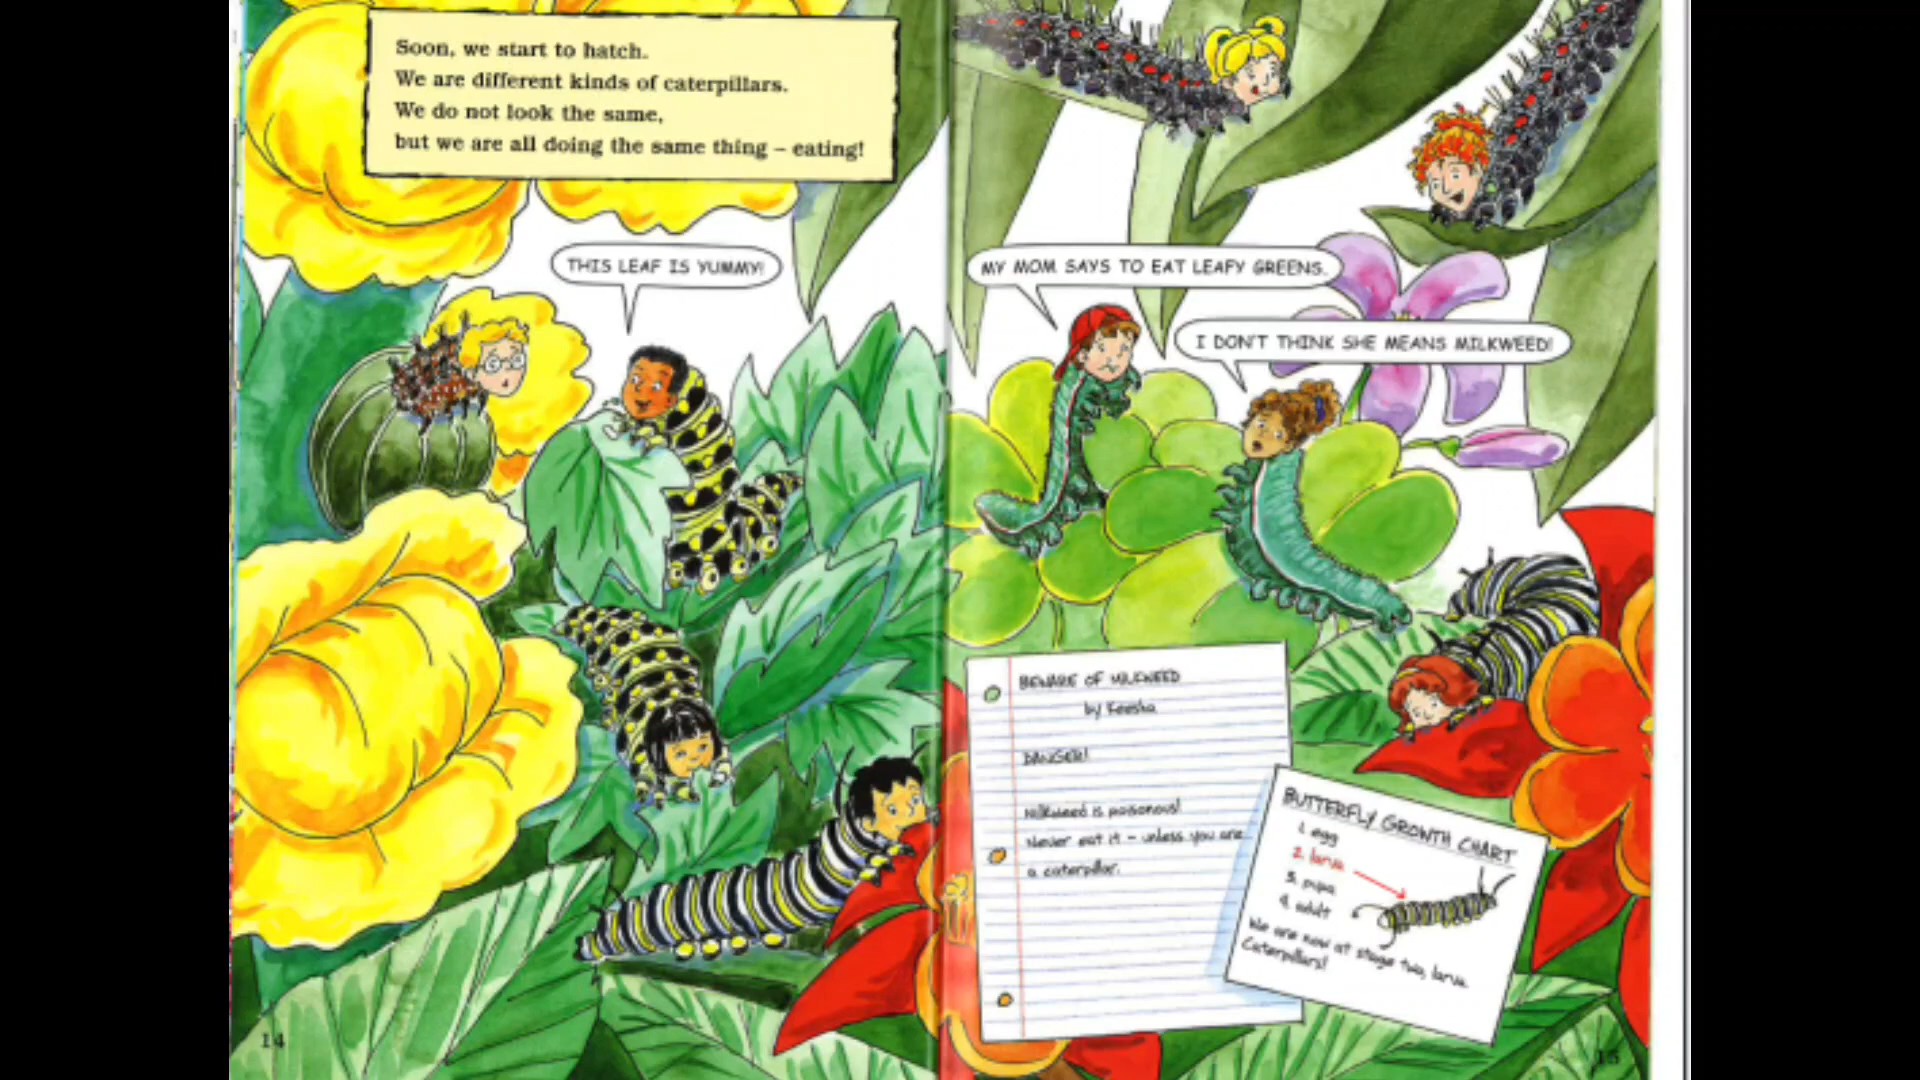 Soon, we start to hatch.
We are different kinds of caterpillars.
We do not look the same,
but we are all doing the same thing – eating!
THIS LEAF IS YUMMY!
14
MY MOM SAYS TO EAT LEAFY GREENS.
I DON'T THINK SHE MEANS MILKWEED!
BEWARE OF MILKWEED
by Keesha
DANGER!
Milkweed is poisonous!
Never eat it – unless you are
a caterpillar.
BUTTERFLY GROWTH CHART
1. egg
2. larva
3. pupa
4. adult
We are now at stage two, larva.
Caterpillars!
15